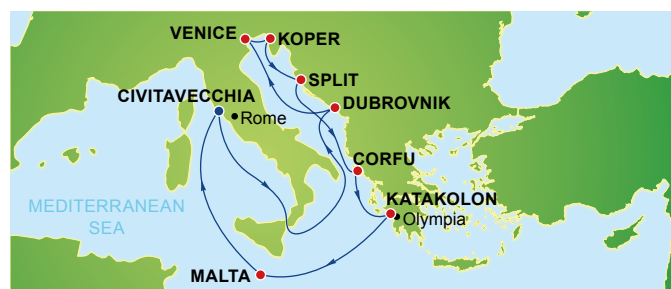 VENICE
KOPER
SPLIT
CIVITAVECCHIA
DUBROVNIK
Rome
CORFU
KATAKOLON
Olympia
MEDITERRANEAN
SEA
MALTA